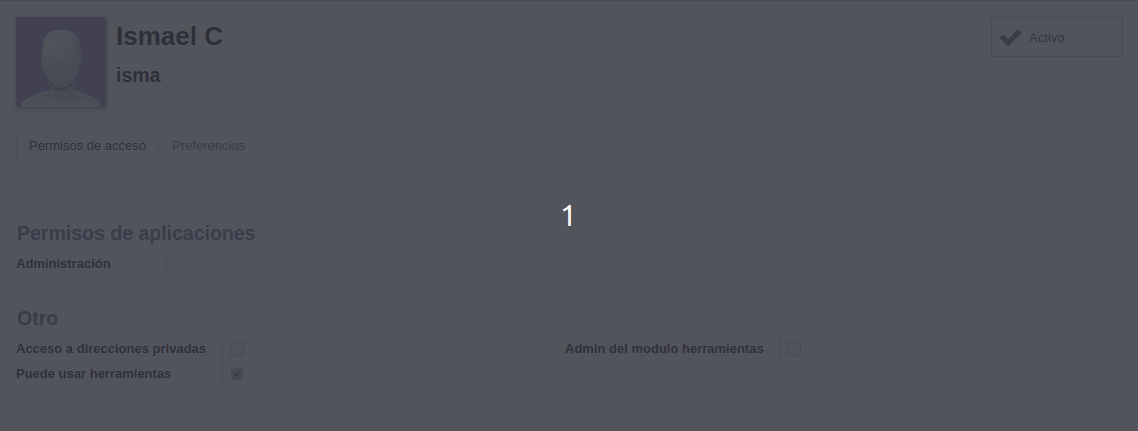 Ismael C
Activo
isma
Permisos de acceso
Preferencias
1
Permisos de aplicaciones
Administración
Otro
Acceso a direcciones privadas
Admin del modulo herramientas
Puede usar herramientas